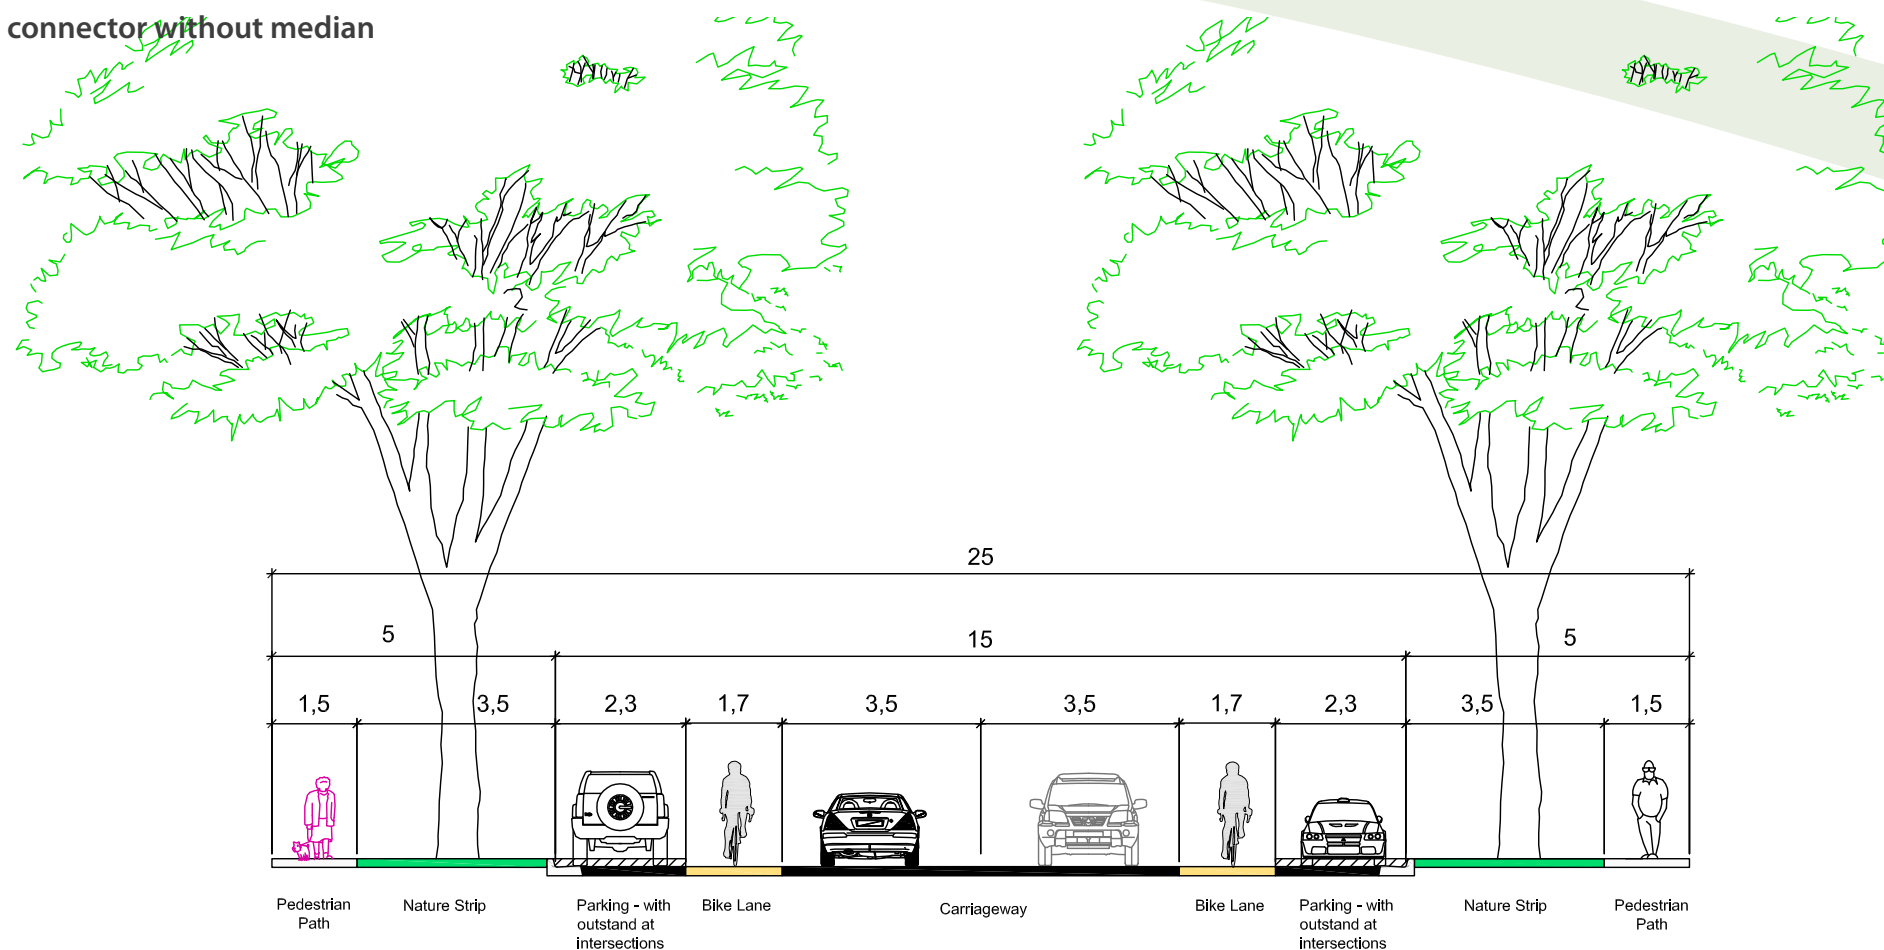 connector without median
25
5
15
5
1,5
3,5
2,3
1,7
3,5
3,5
1,7
2,3
3,5
1,5
Pedestrian
Path
Nature Strip
Parking - with
outstand at
intersections
Bike Lane
Carriageway
Bike Lane
Parking - with
outstand at
intersections
Nature Strip
Pedestrian
Path